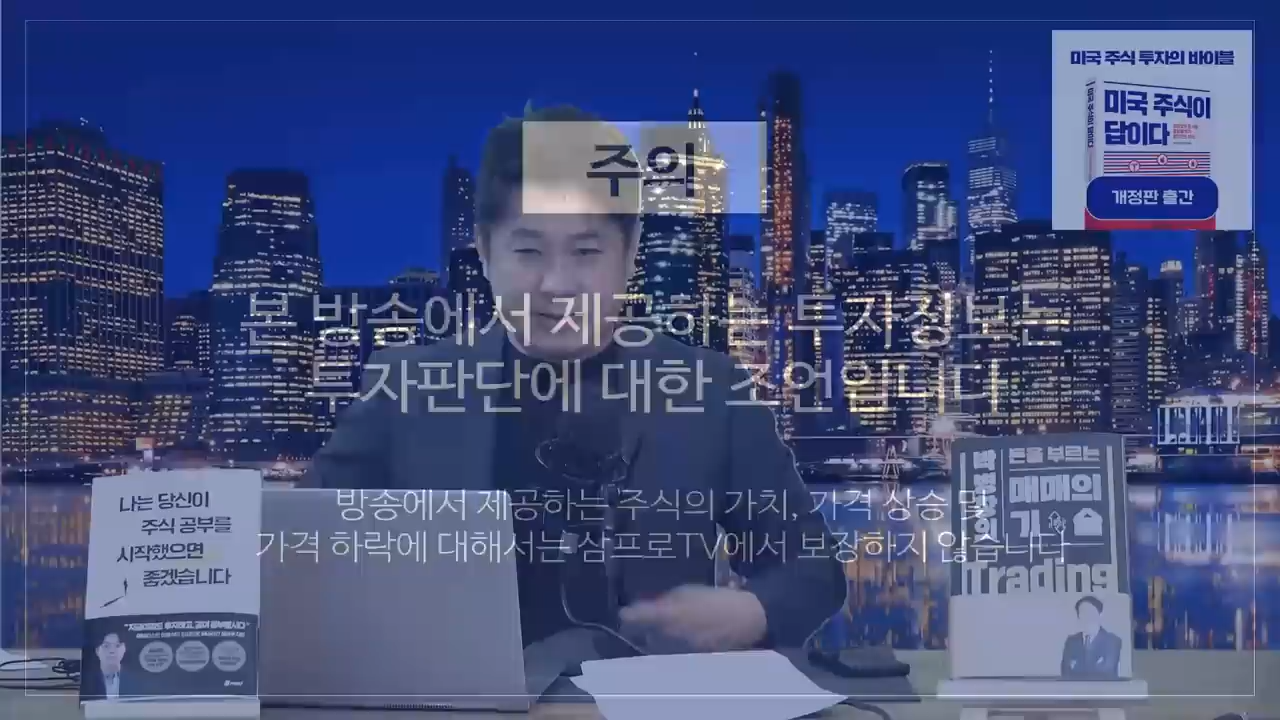 주의
본 방송에서 제공하는 투자정보는
투자판단에 대한 조언입니다
방송에서 제공하는 주식의 가치, 가격 상승 및
가격 하락에 대해서는 삼프로TV에서 보장하지 않습니다
미국 주식 투자의 바이블
미국 주식이
답이다
개정판 출간
나는 당신이
주식 공부를
시작했으면
좋겠습니다
돈을 부르는
매매의
기술
Trading